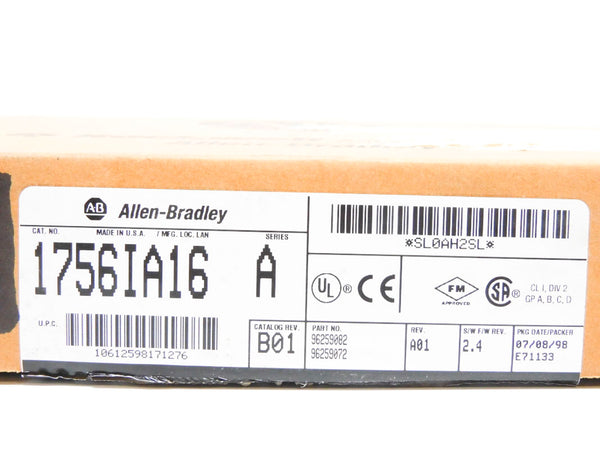 AB Allen-Bradley
CAT. NO. MADE IN U.S.A. / MFG. LOC. LAN SERIES
1756IA16 A
U.P.C.
10612598171276
CATALOG REV.
B01
*SL0AH2SL*
UL ® CE FM APPROVED SA ® CL I, DIV 2
GP A, B, C, D
PART NO.
96259082
96259072
REV.
A01
S/W F/W REV.
2.4
PKG DATE/PACKER
07/08/98
E71133